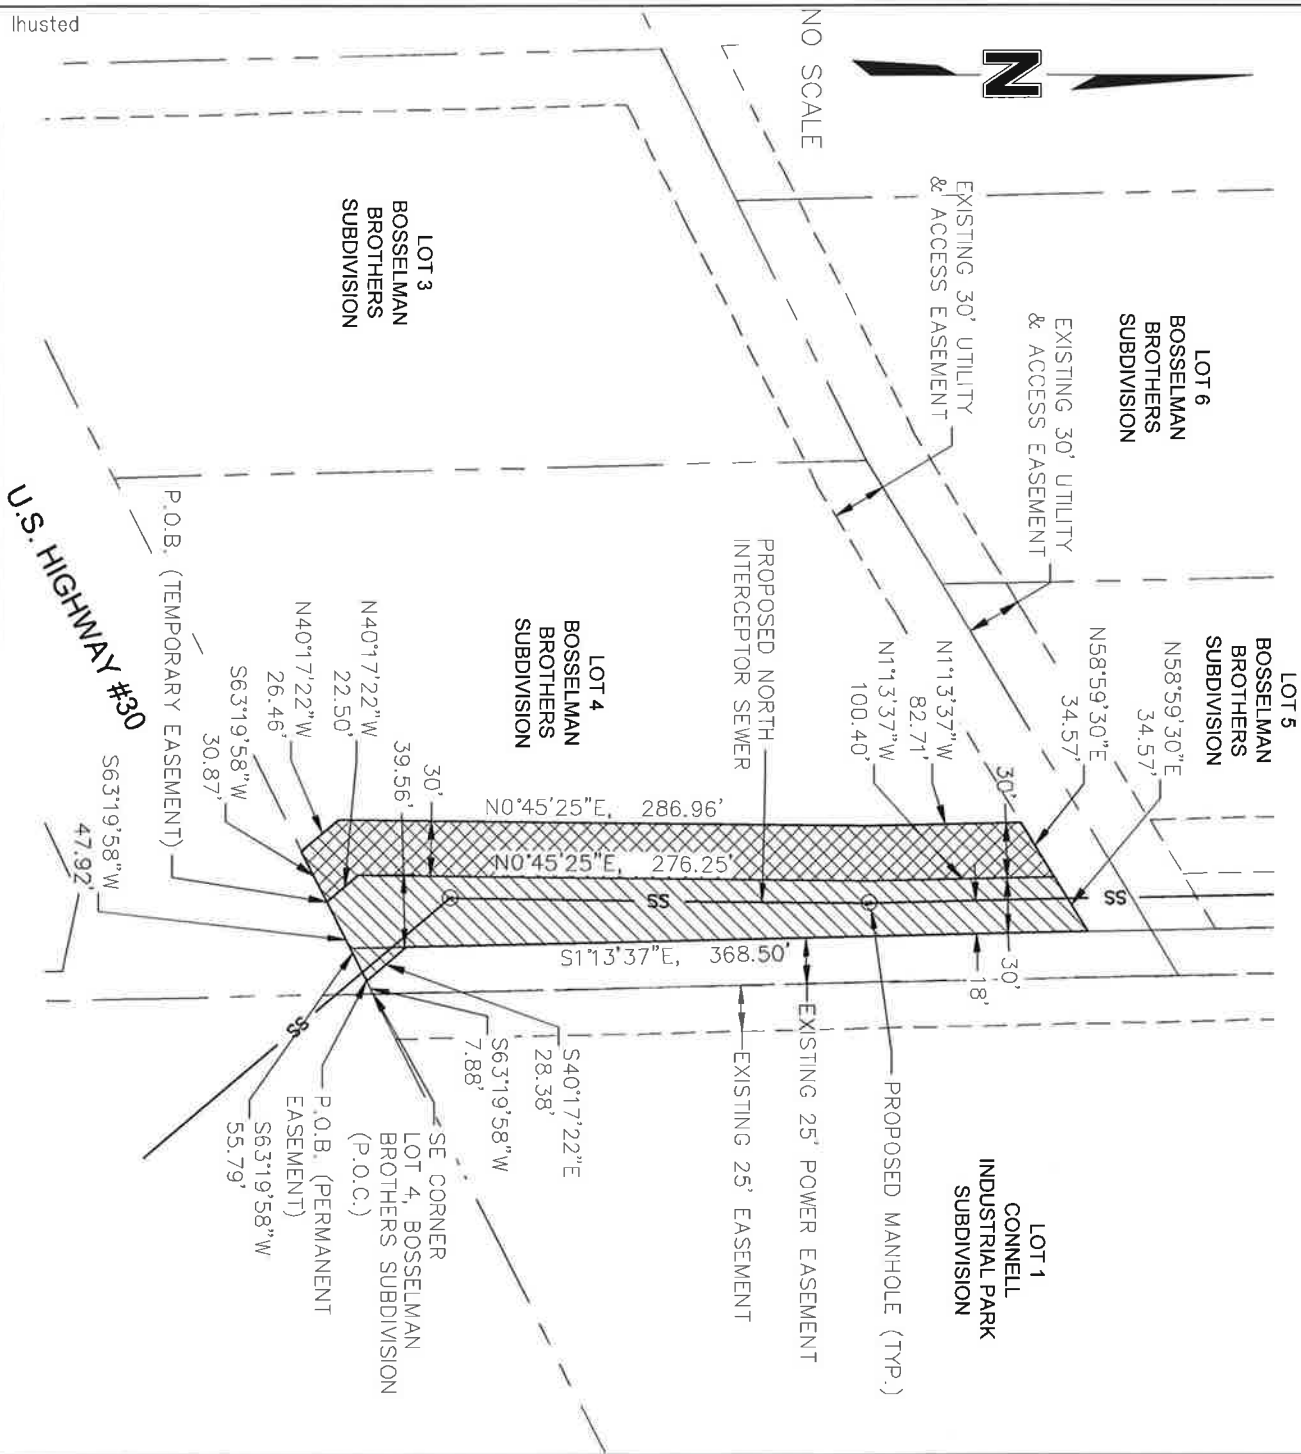 lhusted
NO SCALE
N
LOT 6
BOSSELMAN
BROTHERS
SUBDIVISION
EXISTING 30' UTILITY
& ACCESS EASEMENT
EXISTING 30' UTILITY
& ACCESS EASEMENT
LOT 5
BOSSELMAN
BROTHERS
SUBDIVISION
N58°59'30"E
34.57'
N58°59'30"E
34.57'
N1°13'37"W
82.71'
N1°13'37"W
100.40'
PROPOSED NORTH
INTERCEPTOR SEWER
LOT 3
BOSSELMAN
BROTHERS
SUBDIVISION
LOT 4
BOSSELMAN
BROTHERS
SUBDIVISION
30'
30'
18'
SS
SS
SS
30'
39.56'
N0°45'25"E, 286.96'
N0°45'25"E, 276.25'
S1°13'37"E, 368.50'
N40°17'22"W
22.50'
N40°17'22"W
26.46'
S63°19'58"W
30.87'
P.O.B. (TEMPORARY EASEMENT)
S63°19'58"W
47.92'
U.S. HIGHWAY #30
LOT 1
CONNELL
INDUSTRIAL PARK
SUBDIVISION
PROPOSED MANHOLE (TYP.)
EXISTING 25' POWER EASEMENT
EXISTING 25' EASEMENT
S40°17'22"E
28.38'
S63°19'58"W
7.88'
SE CORNER
LOT 4, BOSSELMAN
BROTHERS SUBDIVISION
(P.O.C.)
P.O.B. (PERMANENT
EASEMENT)
S63°19'58"W
55.79'